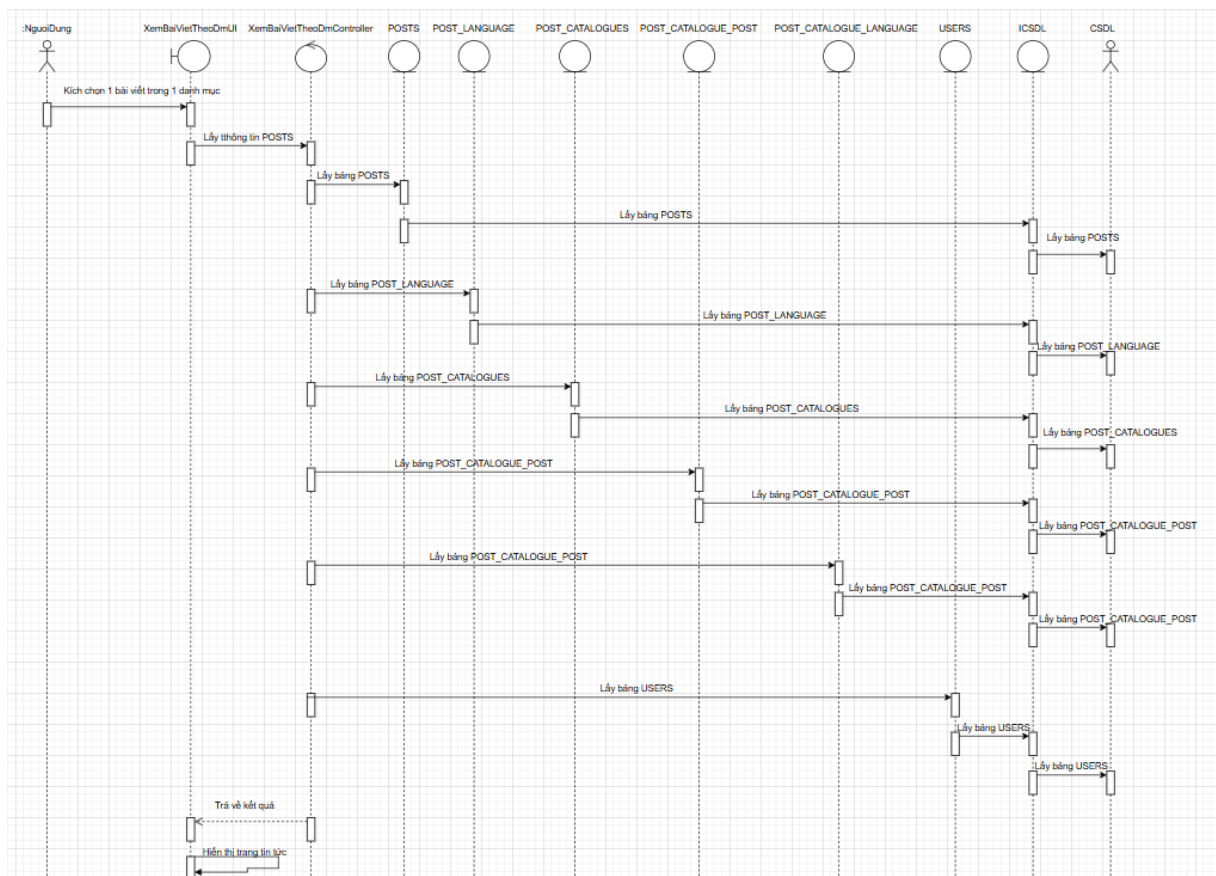 :NguoiDung
XemBaiVietTheoDmUI
XemBaiVietTheoDmController
POSTS
POST_LANGUAGE
POST_CATALOGUES
POST_CATALOGUE_POST
POST_CATALOGUE_LANGUAGE
USERS
ICSDL
CSDL
Kích chọn 1 bài viết trong 1 danh mục
Lấy tthông tin POSTS
Lấy bảng POSTS
Lấy bảng POSTS
Lấy bảng POSTS
Lấy bảng POST_LANGUAGE
Lấy bảng POST_LANGUAGE
Lấy bảng POST_LANGUAGE
Lấy bảng POST_CATALOGUES
Lấy bảng POST_CATALOGUES
Lấy bảng POST_CATALOGUES
Lấy bảng POST_CATALOGUE_POST
Lấy bảng POST_CATALOGUE_POST
Lấy bảng POST_CATALOGUE_POST
Lấy bảng POST_CATALOGUE_POST
Lấy bảng POST_CATALOGUE_POST
Lấy bảng POST_CATALOGUE_POST
Lấy bảng USERS
Lấy bảng USERS
Lấy bảng USERS
Trả về kết quả
Hiển thị trang tin tức